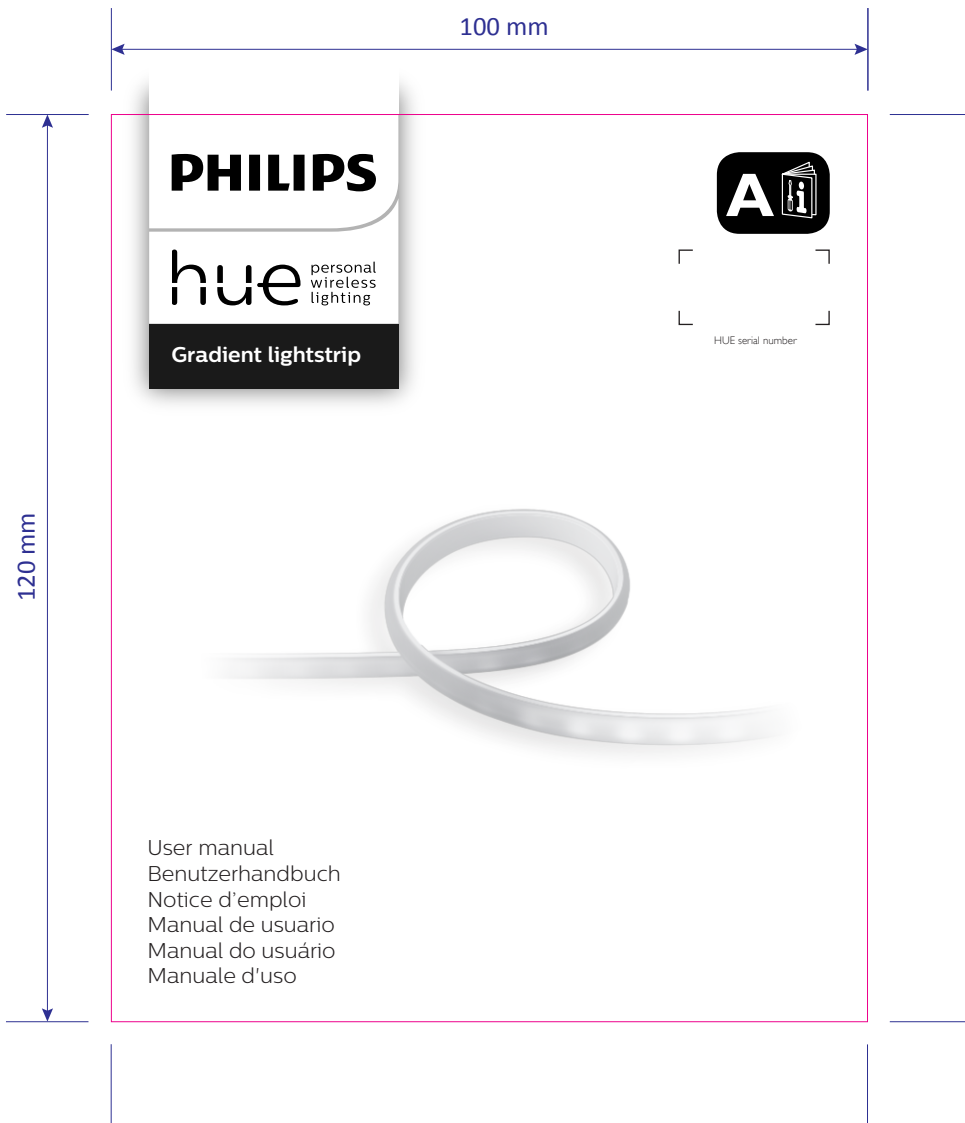 100 mm
PHILIPS
A i
hue personal
wireless
lighting
HUE serial number
Gradient lightstrip
120 mm
User manual
Benutzerhandbuch
Notice d’emploi
Manual de usuario
Manual do usuário
Manuale d'uso